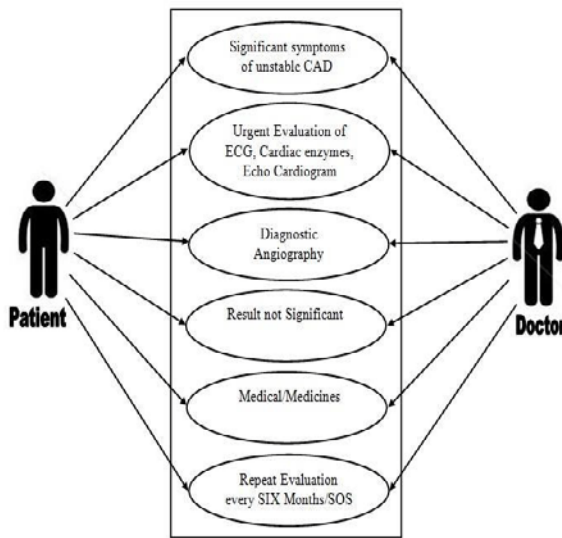 Significant symptoms
of unstable CAD
Urgent Evaluation of
ECG, Cardiac enzymes,
Echo Cardiogram
Diagnostic
Angiography
Patient
Doctor
Result not Significant
Medical/Medicines
Repeat Evaluation
every SIX Months/SOS